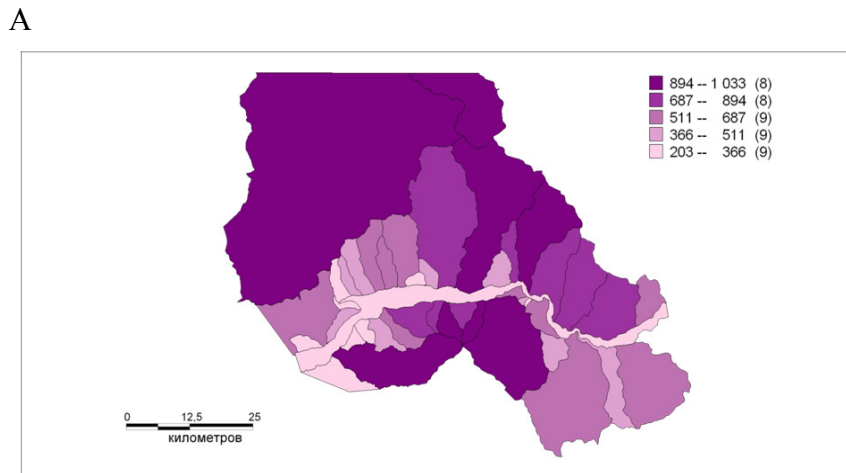 A
894 -- 1 033 (8)
687 -- 894 (8)
511 -- 687 (9)
366 -- 511 (9)
203 -- 366 (9)
0 12,5 25
километров